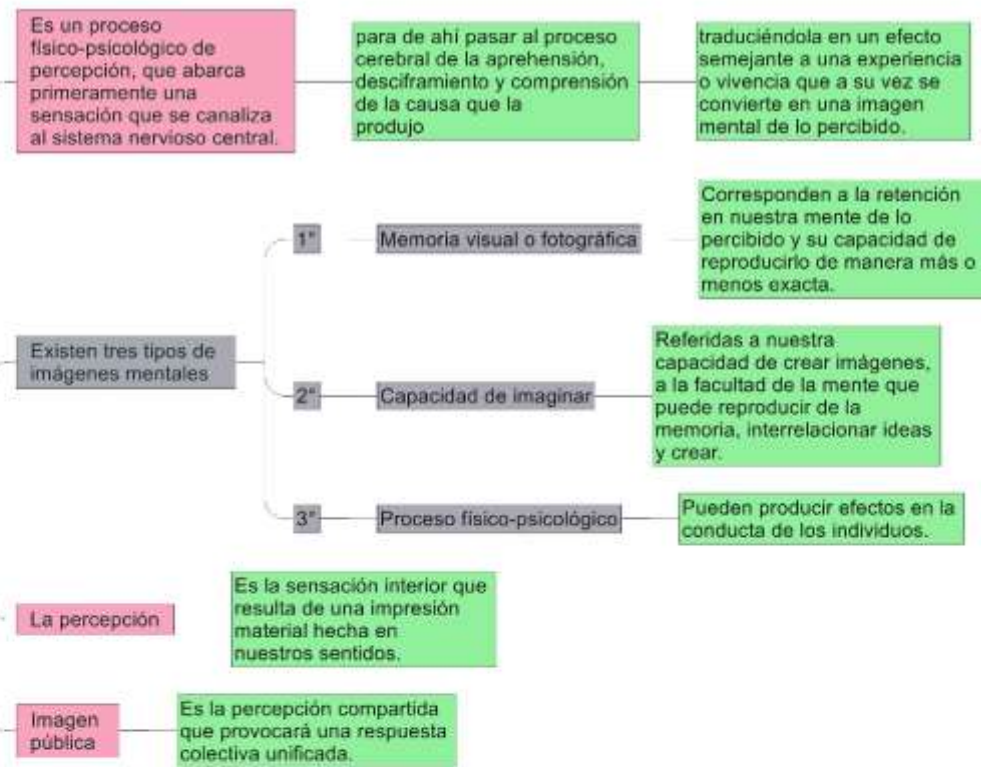 Es un proceso
físico-psicológico de
percepción, que abarca
primeramente una
sensación que se canaliza
al sistema nervioso central.
para de ahí pasar al proceso
cerebral de la aprehensión,
desciframiento y comprensión
de la causa que la
produjo
traduciéndola en un efecto
semejante a una experiencia
o vivencia que a su vez se
convierte en una imagen
mental de lo percibido.
Existen tres tipos de
imágenes mentales
1°
Memoria visual o fotográfica
Corresponden a la retención
en nuestra mente de lo
percibido y su capacidad de
reproducirlo de manera más o
menos exacta.
2°
Capacidad de imaginar
Referidas a nuestra
capacidad de crear imágenes,
a la facultad de la mente que
puede reproducir de la
memoria, interrelacionar ideas
y crear.
3°
Proceso físico-psicológico
Pueden producir efectos en la
conducta de los individuos.
La percepción
Es la sensación interior que
resulta de una impresión
material hecha en
nuestros sentidos.
Imagen
pública
Es la percepción compartida
que provocará una respuesta
colectiva unificada.